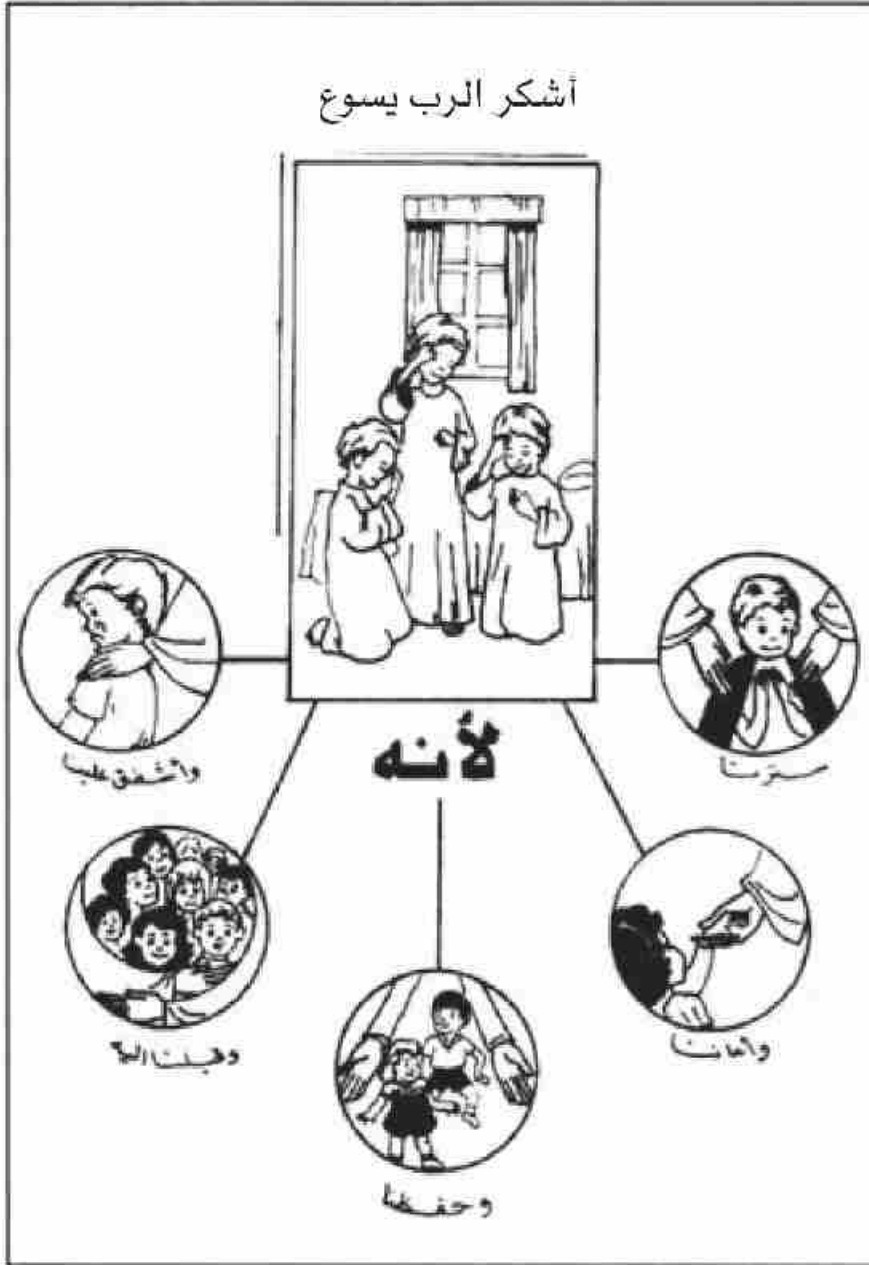 أشكر الرب يسوع
لأنه
سترنا
وأعاننا
وحفظنا
وقبلنا إليه
وأشفق علينا